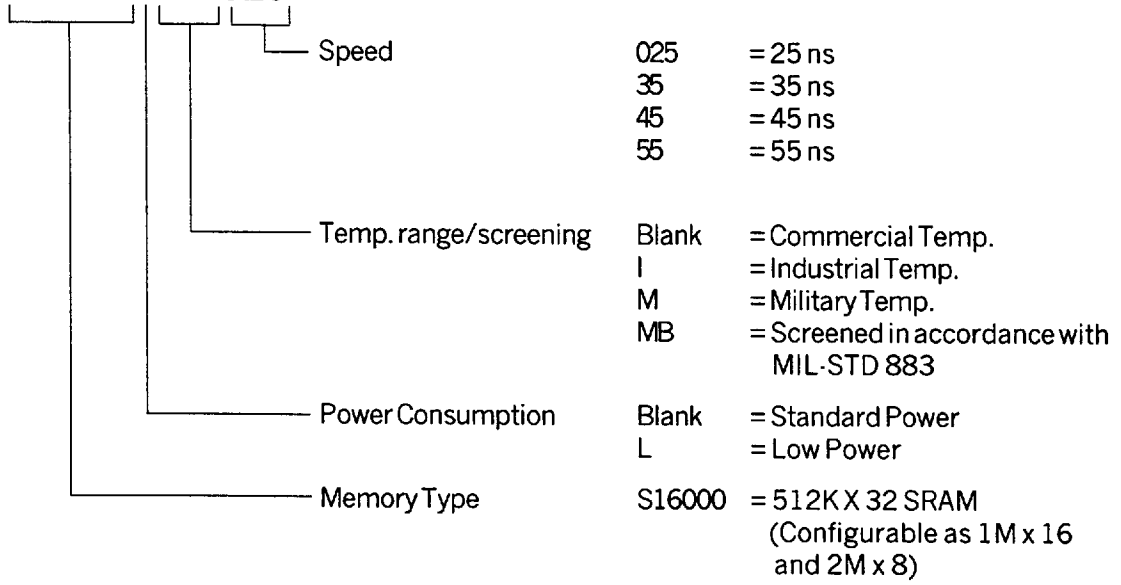 Speed 025 = 25 ns
35 = 35 ns
45 = 45 ns
55 = 55 ns
Temp. range/screening Blank = Commercial Temp.
I = Industrial Temp.
M = Military Temp.
MB = Screened in accordance with
MIL-STD 883
Power Consumption Blank = Standard Power
L = Low Power
Memory Type S16000 = 512K X 32 SRAM
(Configurable as 1M x 16
and 2M x 8)